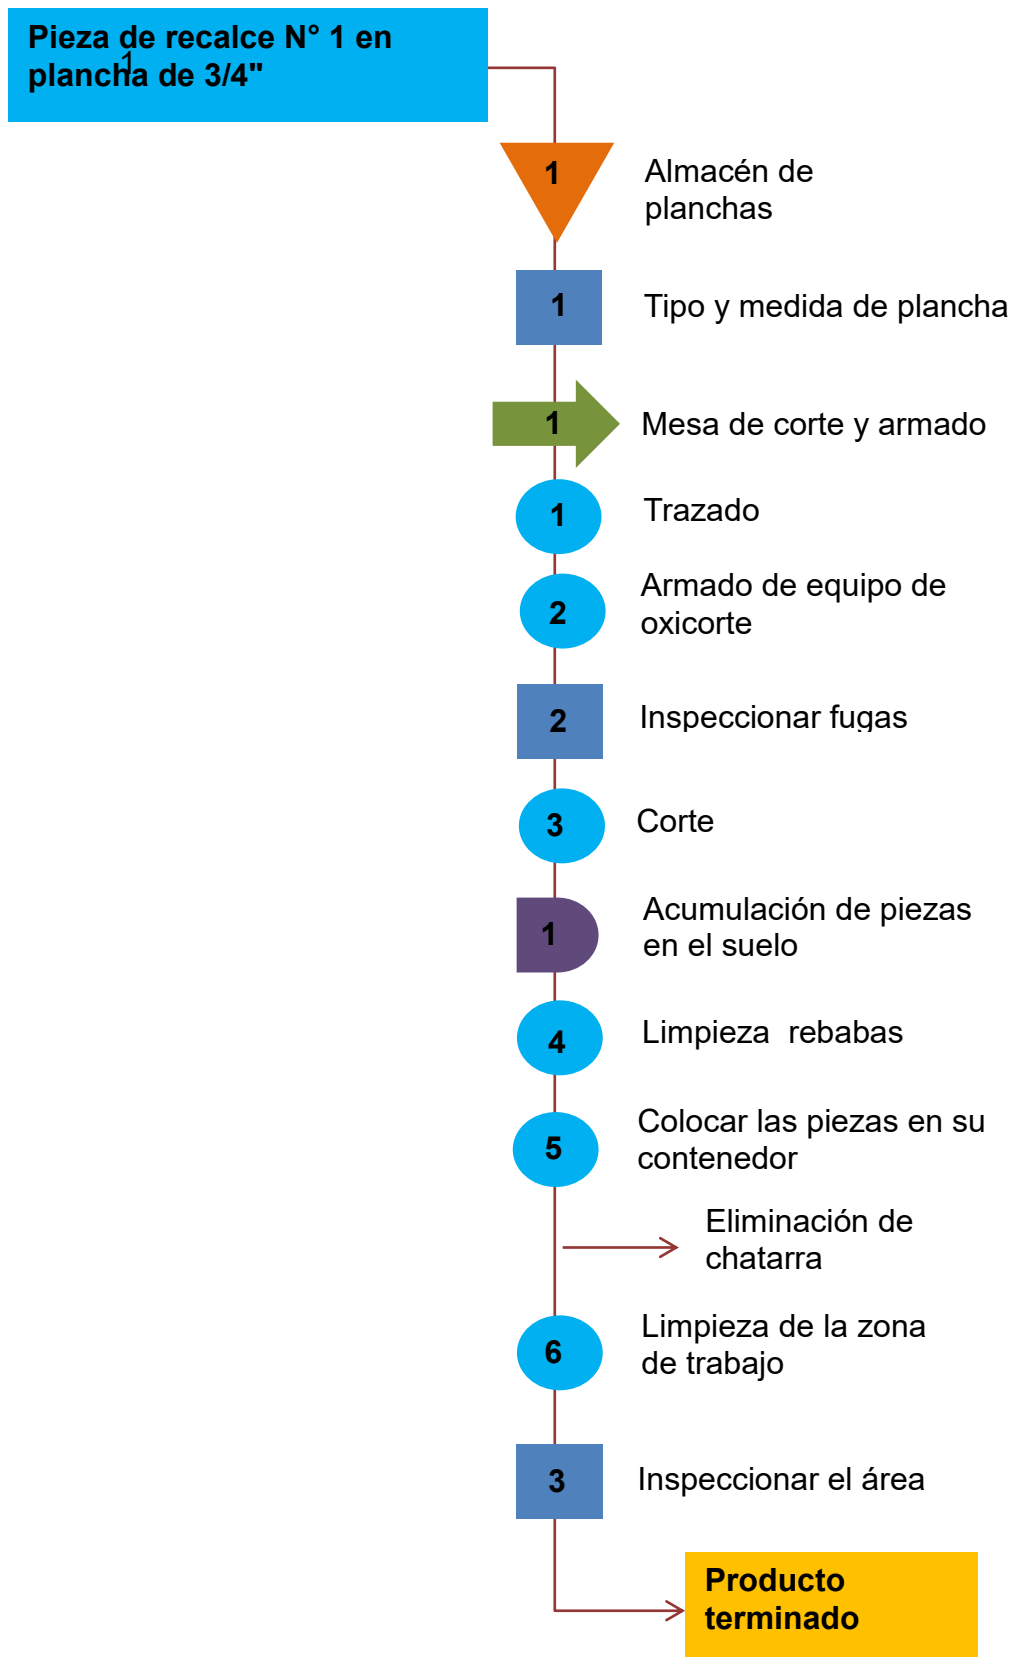 Pieza de recalce N° 1 en
1
plancha de 3/4"
1
Almacén de
planchas
1
Tipo y medida de plancha
1
Mesa de corte y armado
1
Trazado
2
Armado de equipo de
oxicorte
2
Inspeccionar fugas
3
Corte
1
Acumulación de piezas
en el suelo
4
Limpieza  rebabas
5
Colocar las piezas en su
contenedor
Eliminación de
chatarra
6
Limpieza de la zona
de trabajo
3
Inspeccionar el área
Producto
terminado